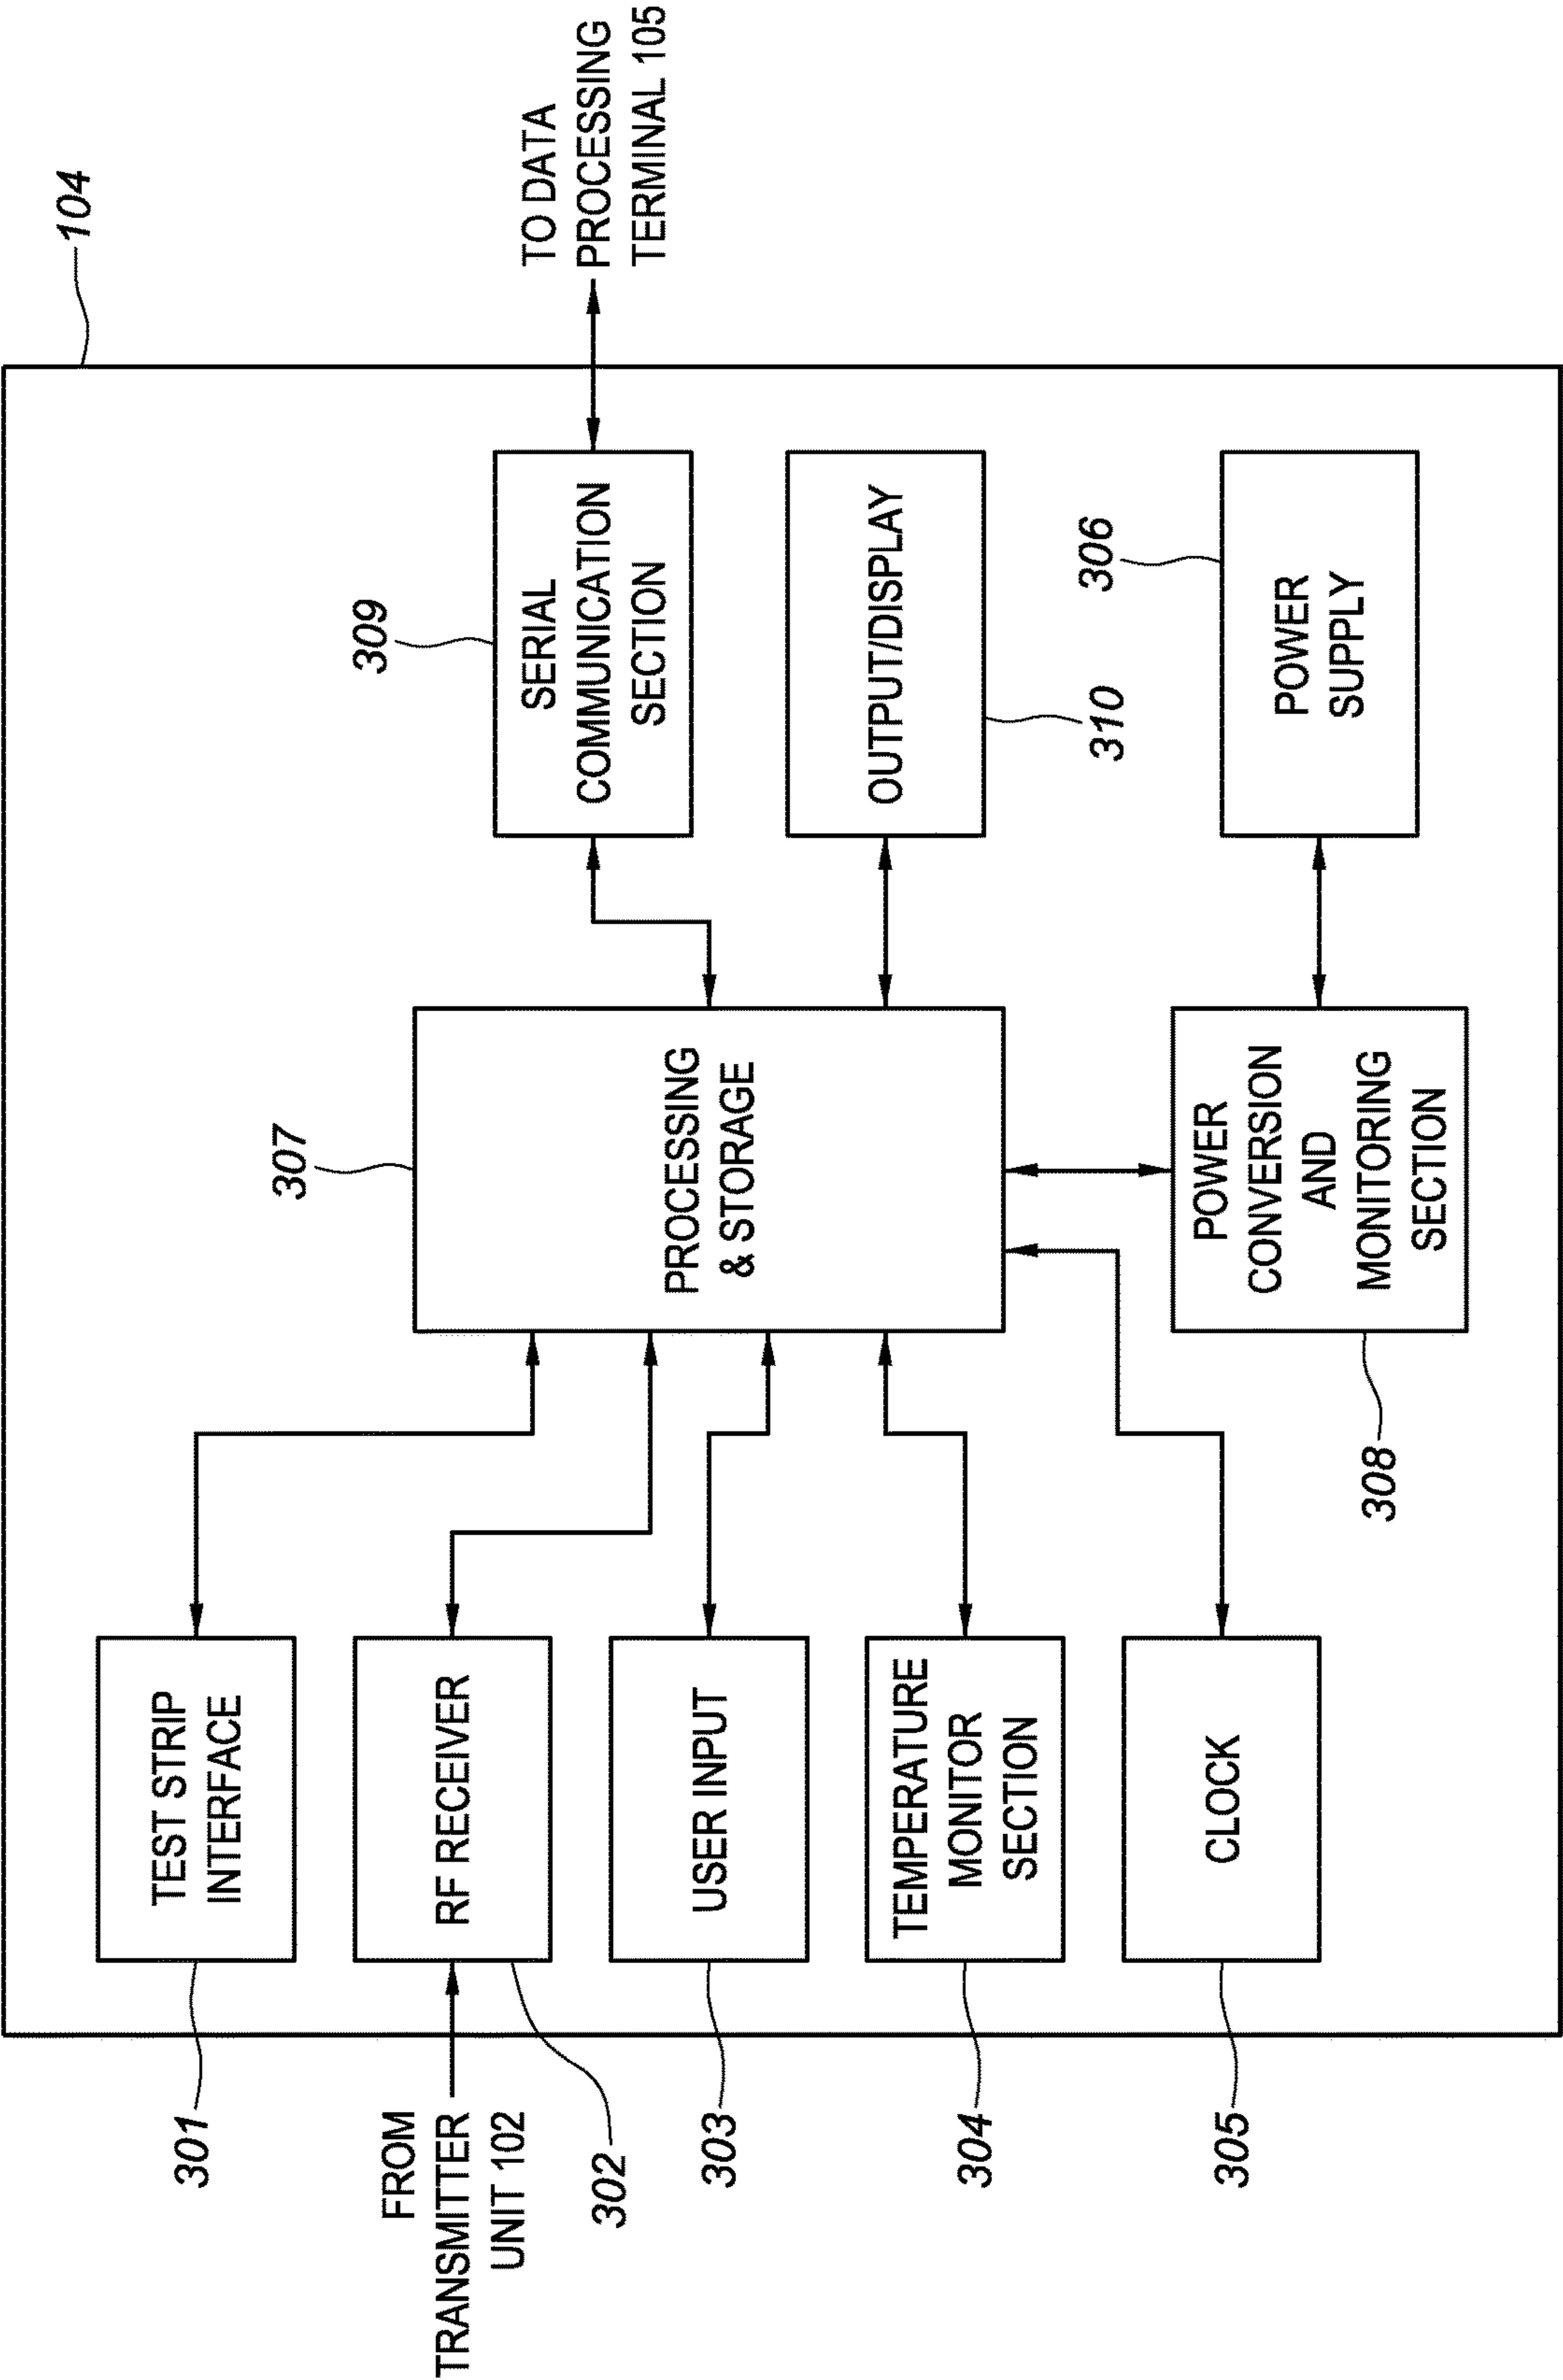 104
TEST STRIP
INTERFACE
301
FROM
TRANSMITTER
UNIT 102
RF RECEIVER
302
USER INPUT
303
TEMPERATURE
MONITOR
SECTION
304
CLOCK
305
307
PROCESSING
& STORAGE
POWER
CONVERSION
AND
MONITORING
SECTION
308
309
SERIAL
COMMUNICATION
SECTION
TO DATA
PROCESSING
TERMINAL 105
OUTPUT/DISPLAY
310
306
POWER
SUPPLY